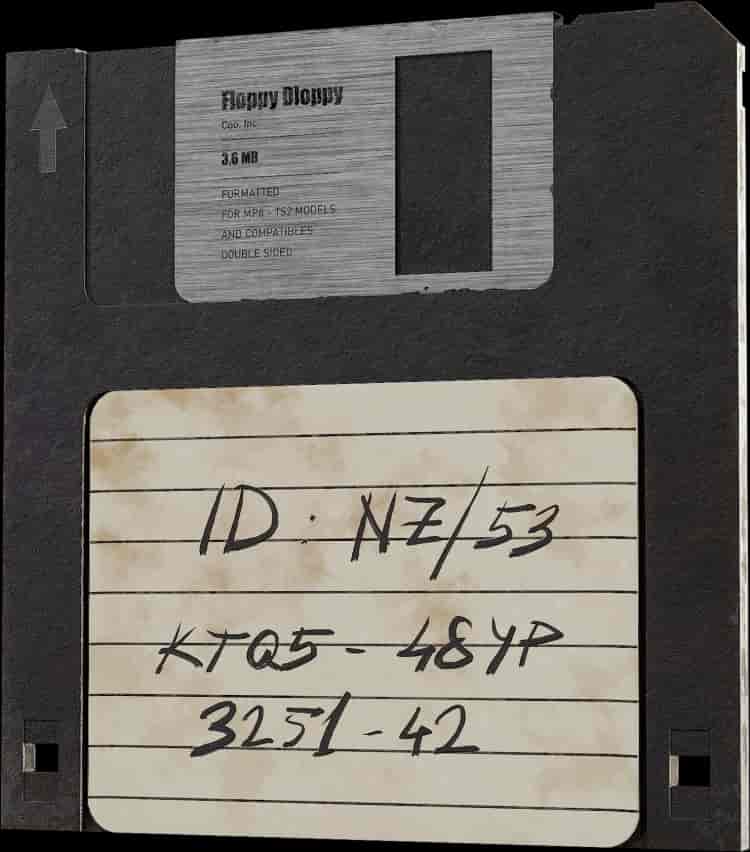 Floppy Dloppy
Coo. Inc
3.6 MB
FORMATTED
FOR MP8 - TS2 MODELS
AND COMPATIBLES
DOUBLE SIDED
ID: NZ/53
KTQ5-48YP
3251-42